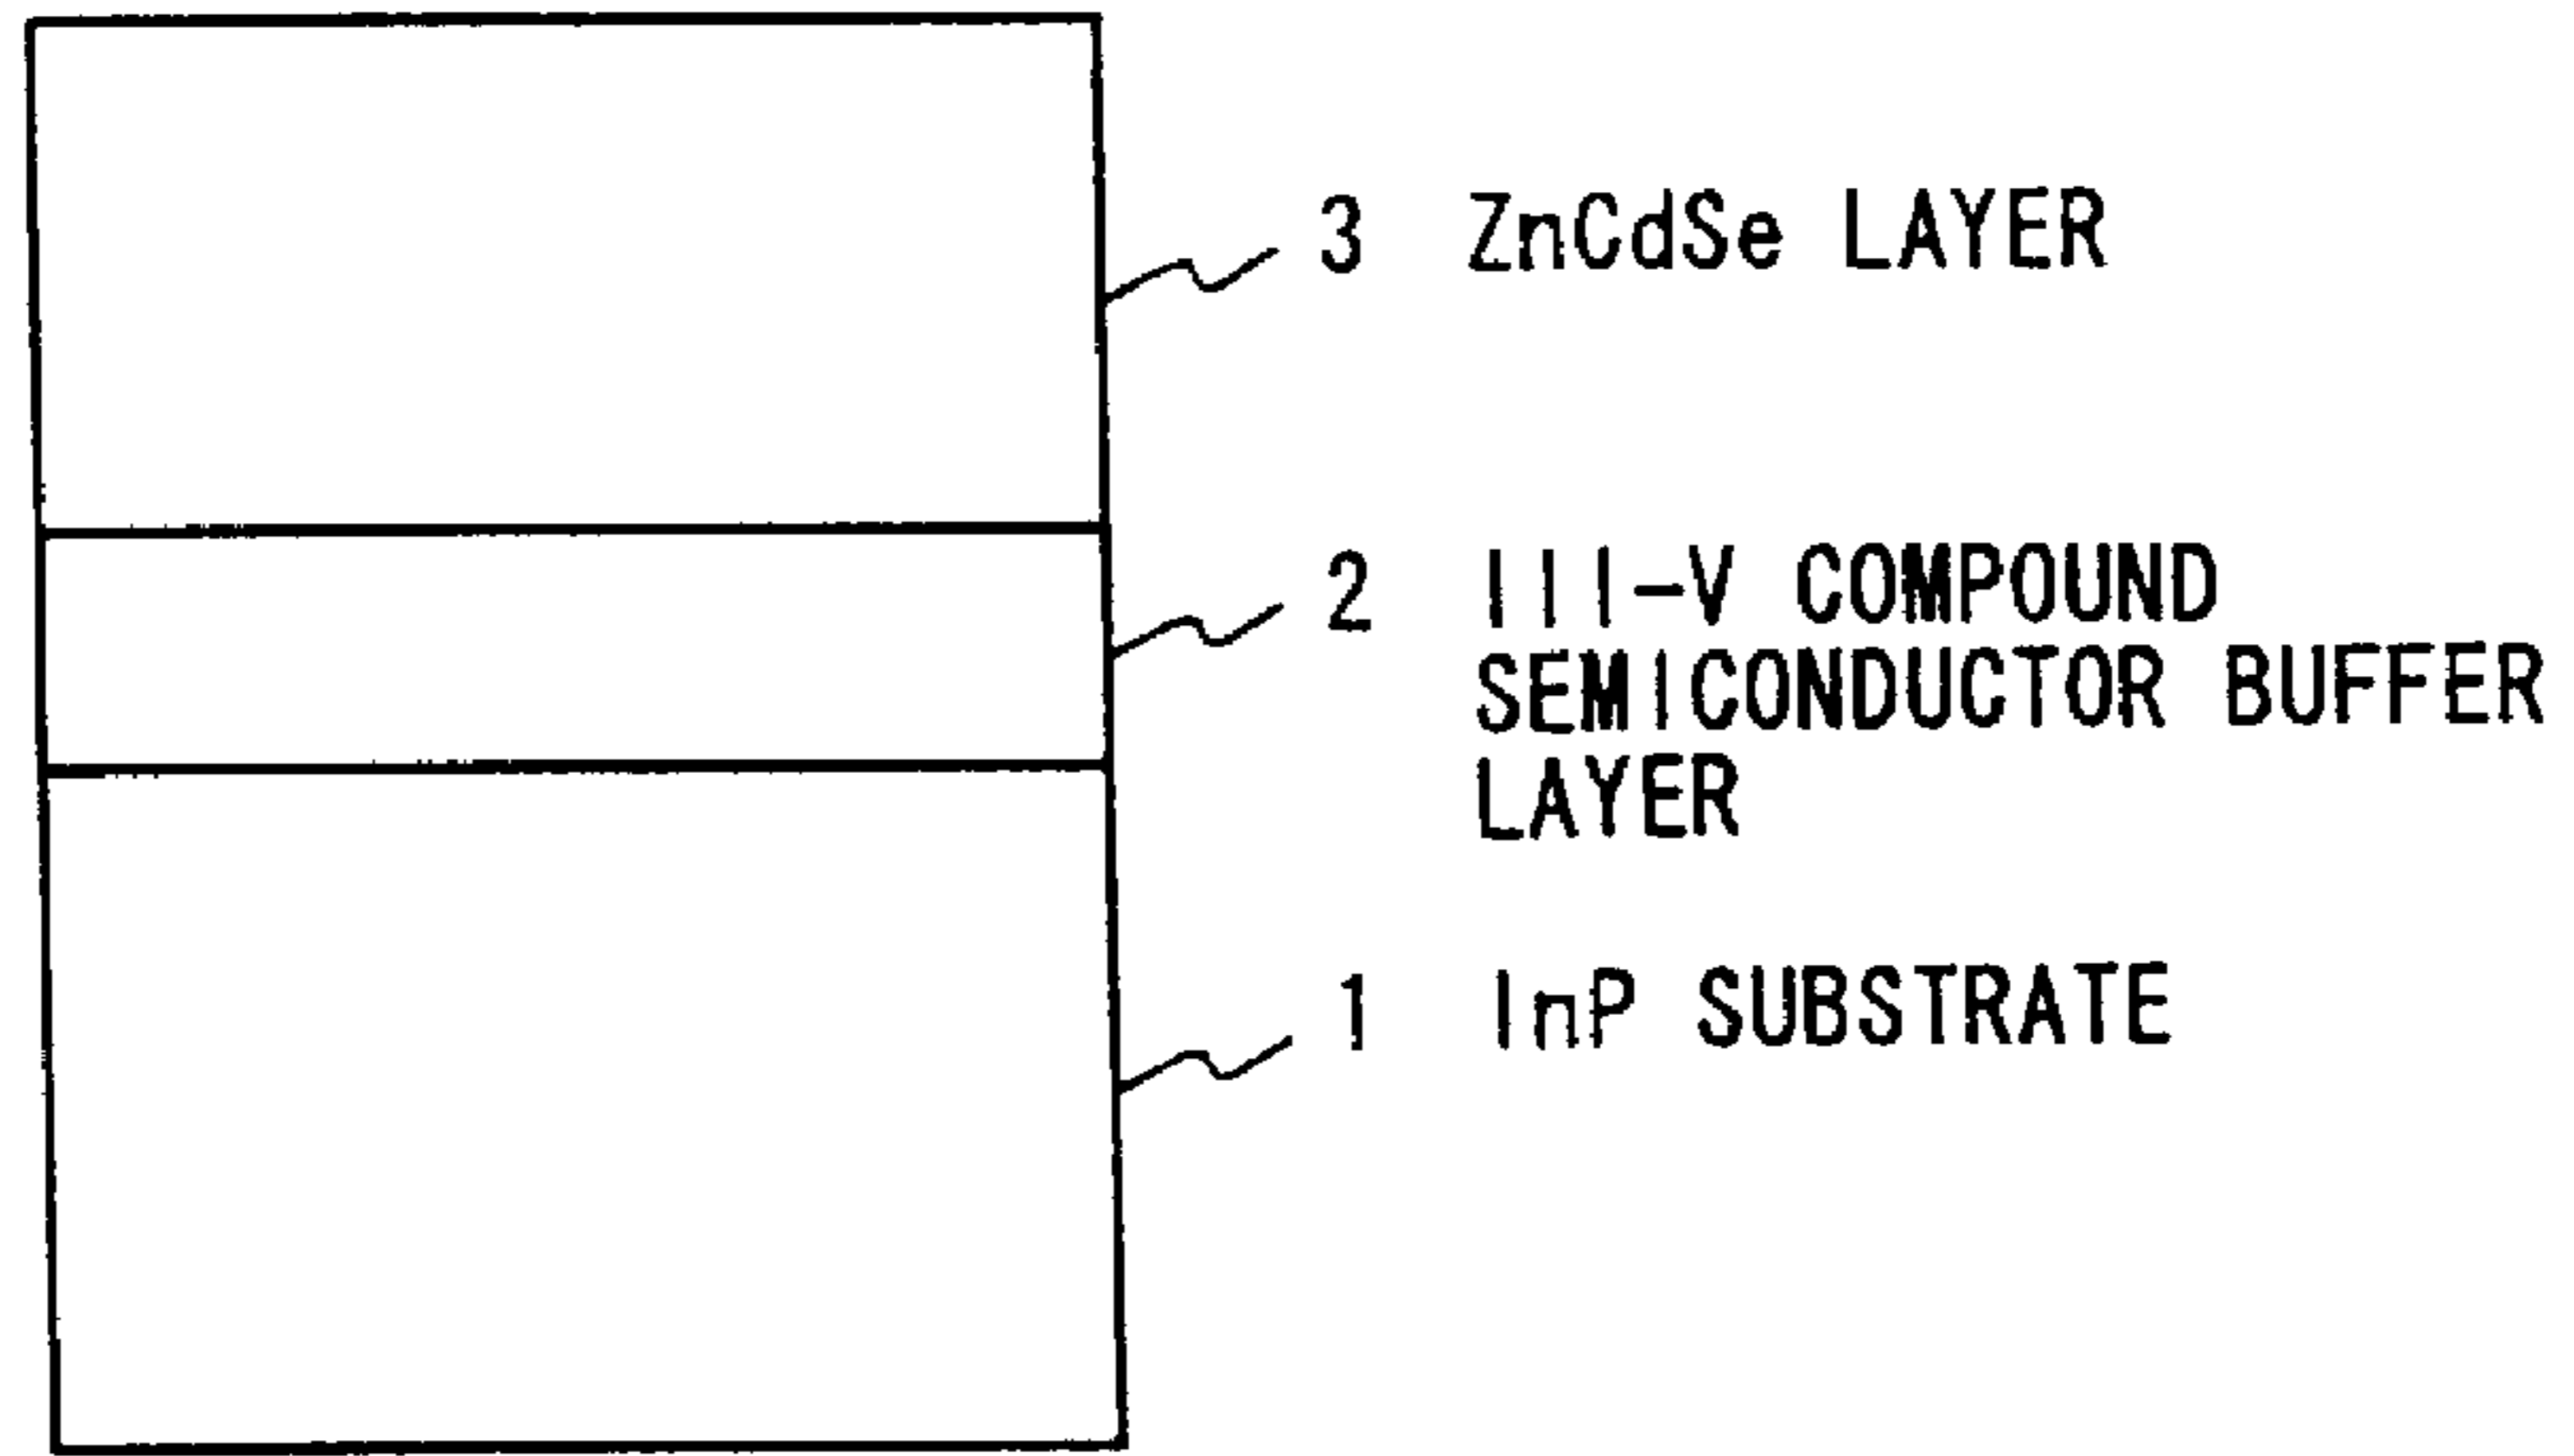 3 ZnCdSe LAYER
2 III-V COMPOUND
SEMICONDUCTOR BUFFER
LAYER
1 InP SUBSTRATE